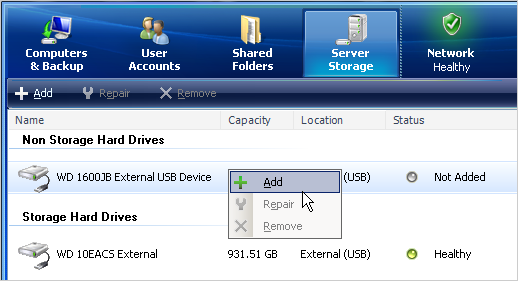 Computers & Backup
User Accounts
Shared Folders
Server Storage
Network Healthy
Add Repair Remove
Name Capacity Location Status
Non Storage Hard Drives
WD 1600JB External USB Device (USB) Not Added
Add
Repair
Remove
Storage Hard Drives
WD 10EACS External 931.51 GB External (USB) Healthy